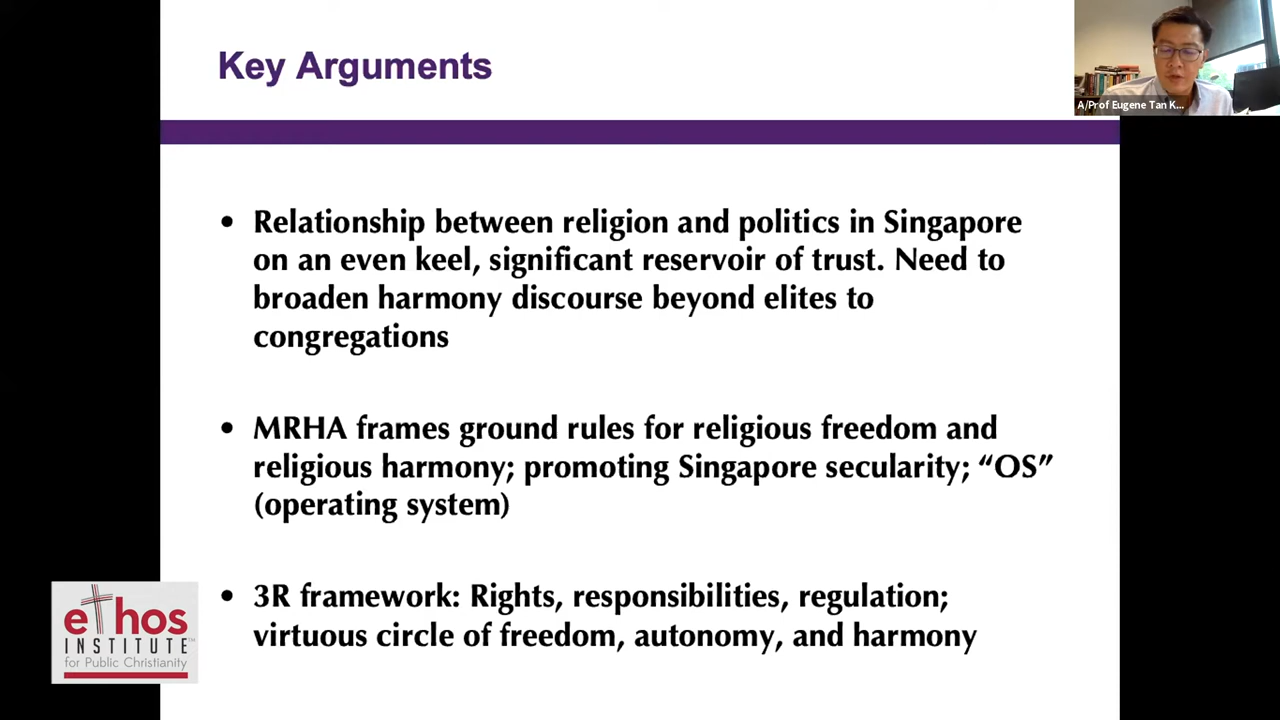 Key Arguments
A/Prof Eugene Tan K...
• Relationship between religion and politics in Singapore
on an even keel, significant reservoir of trust. Need to
broaden harmony discourse beyond elites to
congregations
• MRHA frames ground rules for religious freedom and
religious harmony; promoting Singapore secularity; “OS”
(operating system)
• 3R framework: Rights, responsibilities, regulation;
virtuous circle of freedom, autonomy, and harmony
ethos
INSTITUTE™
for Public Christianity